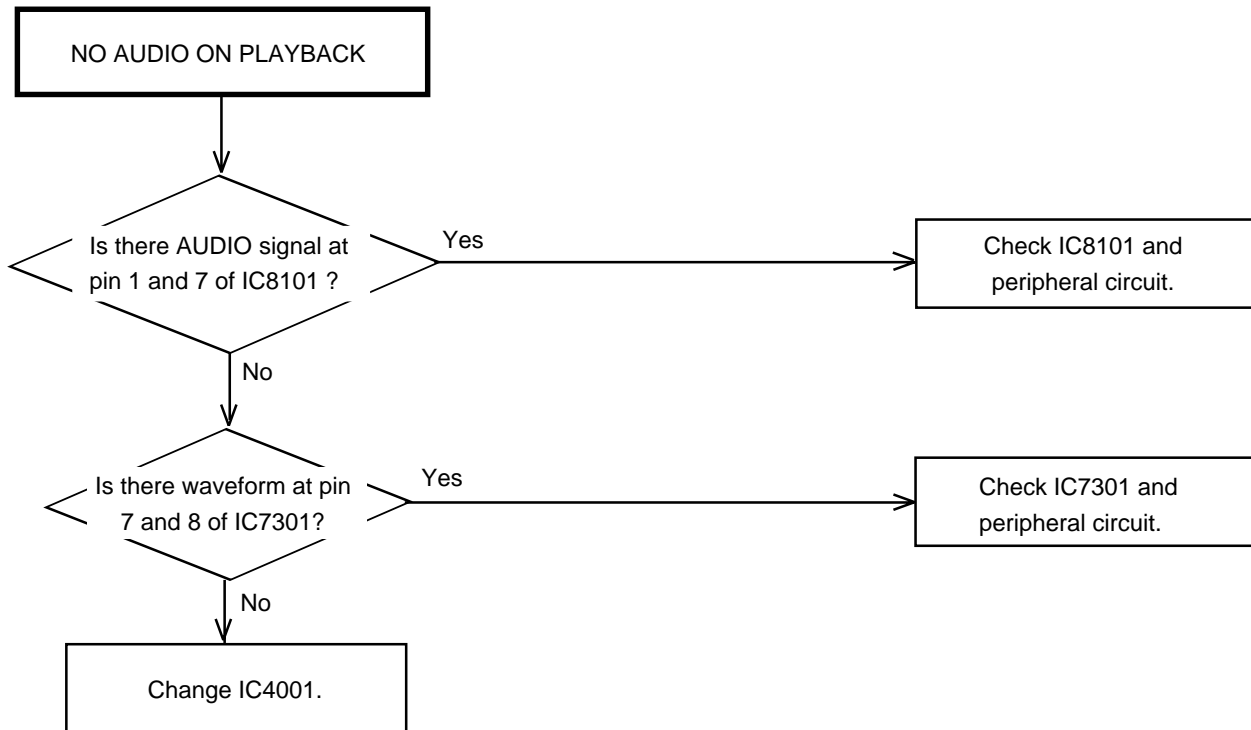 NO AUDIO ON PLAYBACK
Is there AUDIO signal at
pin 1 and 7 of IC8101 ?
Yes
Check IC8101 and
peripheral circuit.
No
Is there waveform at pin
7 and 8 of IC7301?
Yes
Check IC7301 and
peripheral circuit.
No
Change IC4001.